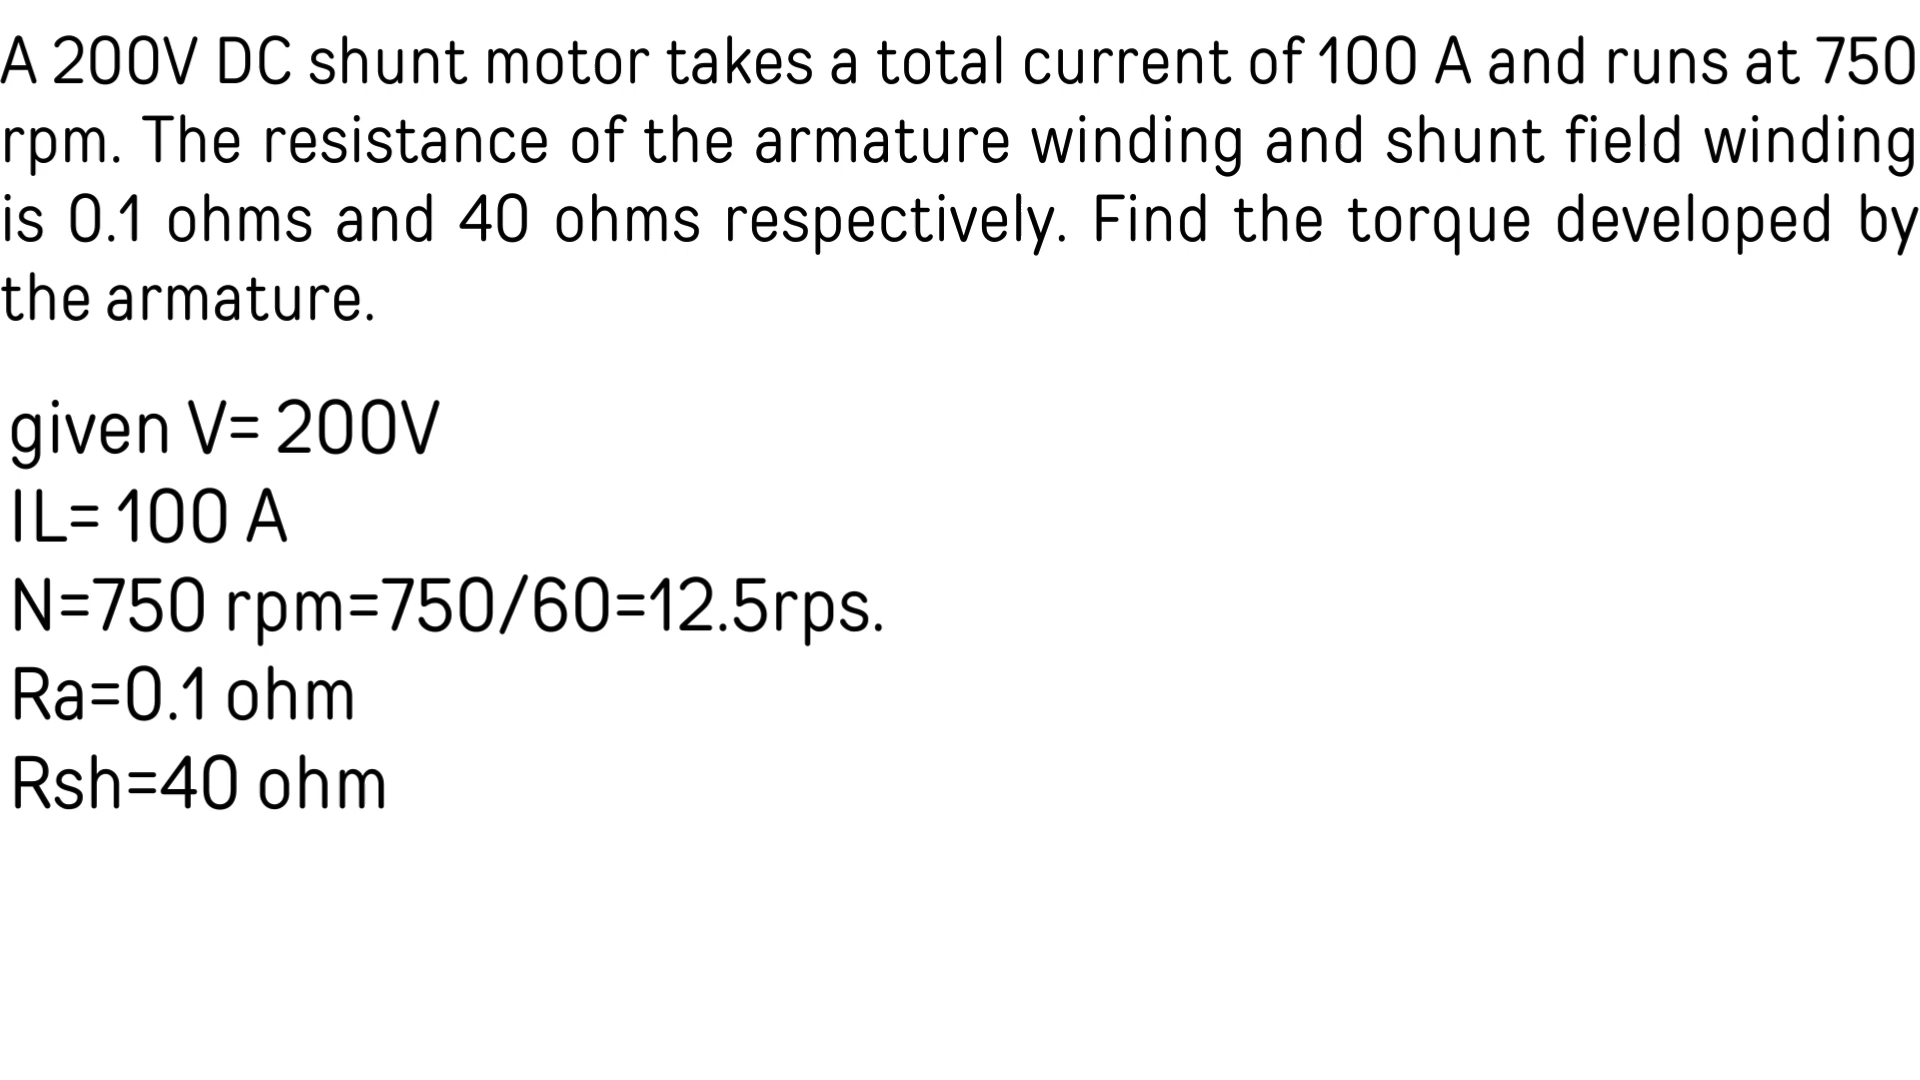 A 200V DC shunt motor takes a total current of 100 A and runs at 750
rpm. The resistance of the armature winding and shunt field winding
is 0.1 ohms and 40 ohms respectively. Find the torque developed by
the armature.
given V= 200V
IL= 100 A
N=750 rpm=750/60=12.5rps.
Ra=0.1 ohm
Rsh=40 ohm